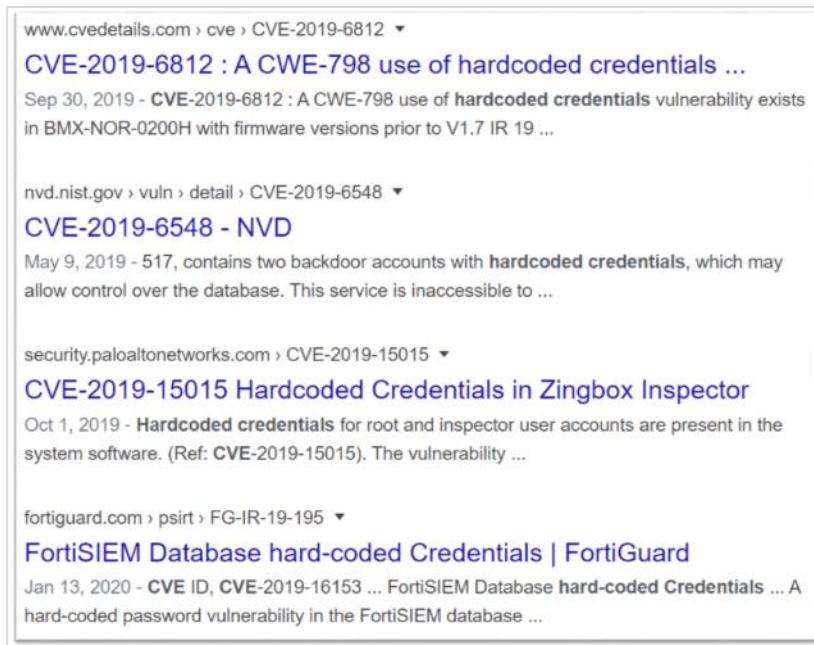 www.cvedetails.com › cve › CVE-2019-6812 ▼
CVE-2019-6812 : A CWE-798 use of hardcoded credentials ...
Sep 30, 2019 - CVE-2019-6812 : A CWE-798 use of hardcoded credentials vulnerability exists
in BMX-NOR-0200H with firmware versions prior to V1.7 IR 19 ...
nvd.nist.gov › vuln › detail › CVE-2019-6548 ▼
CVE-2019-6548 - NVD
May 9, 2019 - 517, contains two backdoor accounts with hardcoded credentials, which may
allow control over the database. This service is inaccessible to ...
security.paloaltonetworks.com › CVE-2019-15015 ▼
CVE-2019-15015 Hardcoded Credentials in Zingbox Inspector
Oct 1, 2019 - Hardcoded credentials for root and inspector user accounts are present in the
system software. (Ref: CVE-2019-15015). The vulnerability ...
fortiguard.com › psirt › FG-IR-19-195 ▼
FortiSIEM Database hard-coded Credentials | FortiGuard
Jan 13, 2020 - CVE ID, CVE-2019-16153 ... FortiSIEM Database hard-coded Credentials ... A
hard-coded password vulnerability in the FortiSIEM database ...